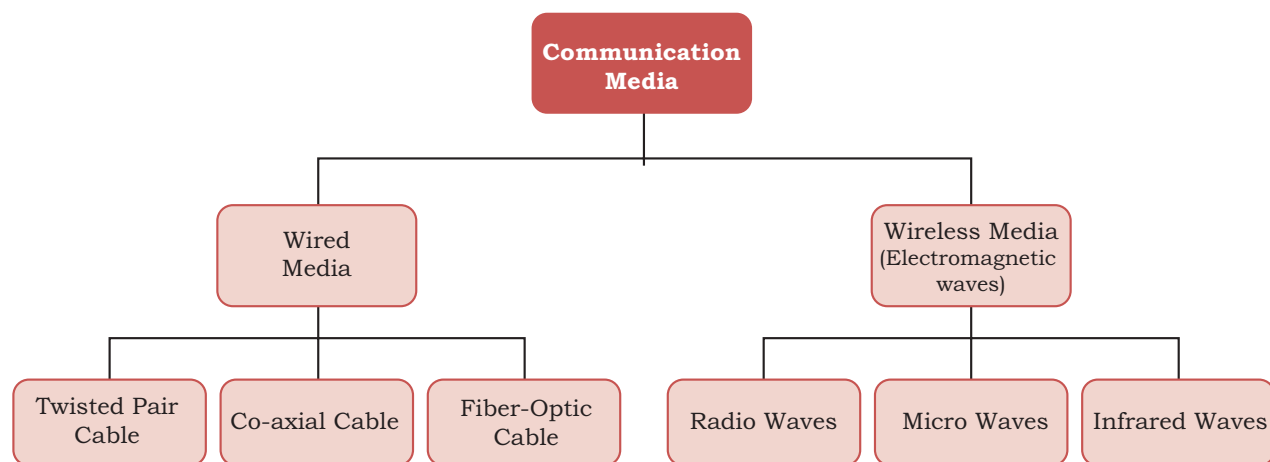 Communication
Media
Wired
Media
Wireless Media
(Electromagnetic
waves)
Twisted Pair
Cable
Co-axial Cable
Fiber-Optic
Cable
Radio Waves
Micro Waves
Infrared Waves